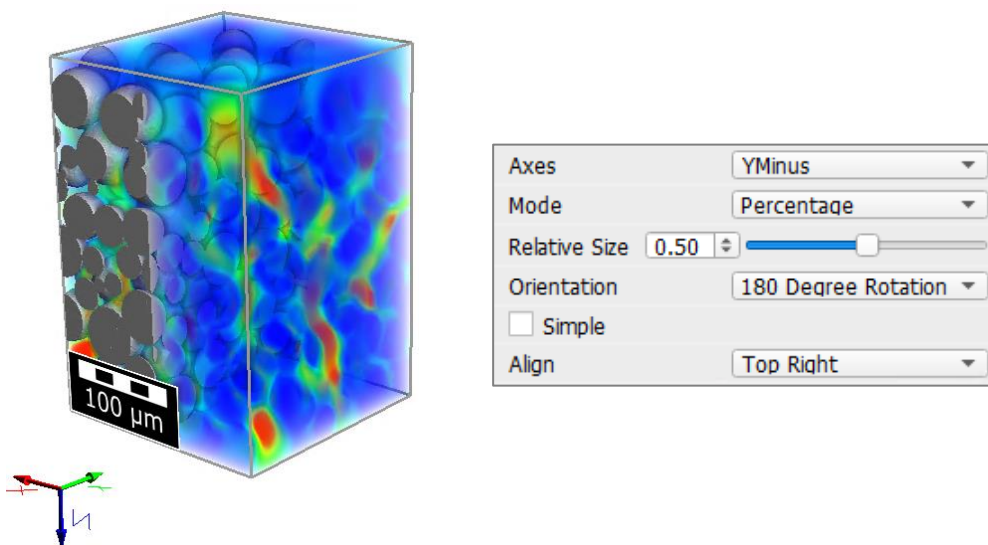 100 µm
X
Y
Z
Axes YMinus
Mode Percentage
Relative Size 0.50
Orientation 180 Degree Rotation
Simple
Align Top Right